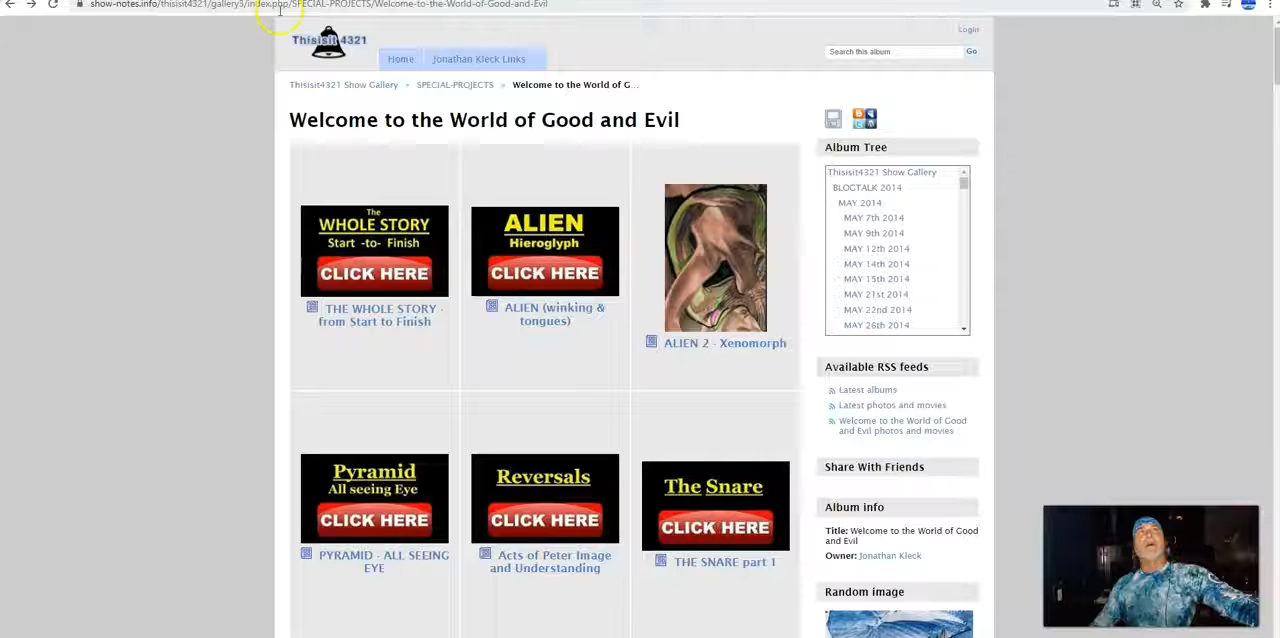 show-notes.info/thisisit4321/gallery3/index.php/SPECIAL-PROJECTS/Welcome-to-the-World-of-Good-and-Evil
Login
Thisisit 4321
Home
Jonathan Kleck Links
Search this album
Go
Thisisit4321 Show Gallery » SPECIAL-PROJECTS » Welcome to the World of G...
Welcome to the World of Good and Evil
The
WHOLE STORY
Start -to- Finish
CLICK HERE
THE WHOLE STORY -
from Start to Finish
ALIEN
Hieroglyph
CLICK HERE
ALIEN (winking &
tongues)
ALIEN 2 - Xenomorph
Pyramid
All seeing Eye
CLICK HERE
PYRAMID - ALL SEEING
EYE
Reversals
CLICK HERE
Acts of Peter Image
and Understanding
The Snare
CLICK HERE
THE SNARE part 1
Album Tree
Thisisit4321 Show Gallery
BLOGTALK 2014
MAY 2014
MAY 7th 2014
MAY 9th 2014
MAY 12th 2014
MAY 14th 2014
MAY 15th 2014
MAY 21st 2014
MAY 22nd 2014
MAY 26th 2014
Available RSS feeds
Latest albums
Latest photos and movies
Welcome to the World of Good
and Evil photos and movies
Share With Friends
Album info
Title: Welcome to the World of Good
and Evil
Owner: Jonathan Kleck
Random image